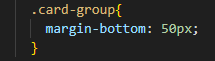 .card-group{
  margin-bottom: 50px;
}